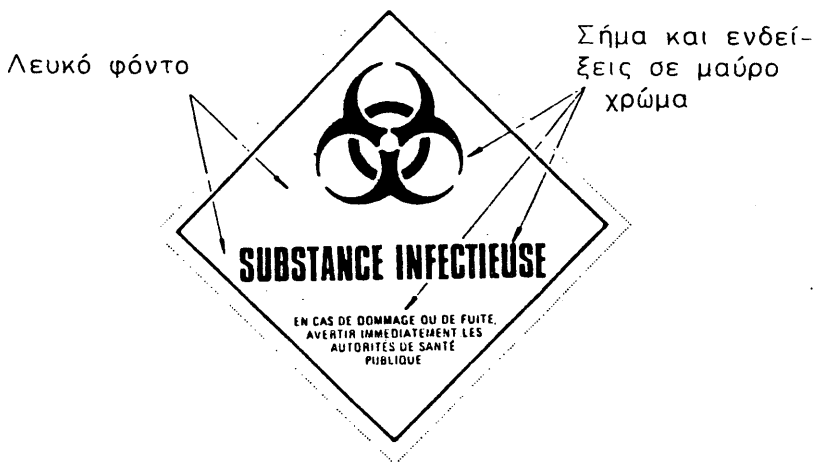 Λευκό φόντο
Σήμα και ενδεί-
ξεις σε μαύρο
χρώμα
SUBSTANCE INFECTIEUSE
EN CAS DE DOMMAGE OU DE FUITE,
AVERTIR IMMEDIATEMENT LES
AUTORITÉS DE SANTÉ
PUBLIQUE